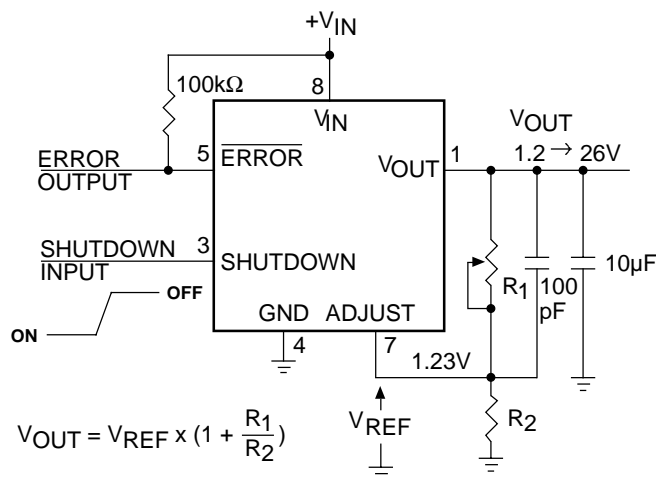 +VIN
100kΩ
8
VIN
ERROR
OUTPUT
5
ERROR
VOUT
1
VOUT
1.2 → 26V
SHUTDOWN
INPUT
3
SHUTDOWN
R1
100
pF
10µF
OFF
ON
GND
ADJUST
4
7
1.23V
VREF
R2
VOUT = VREF x (1 + R1/R2)